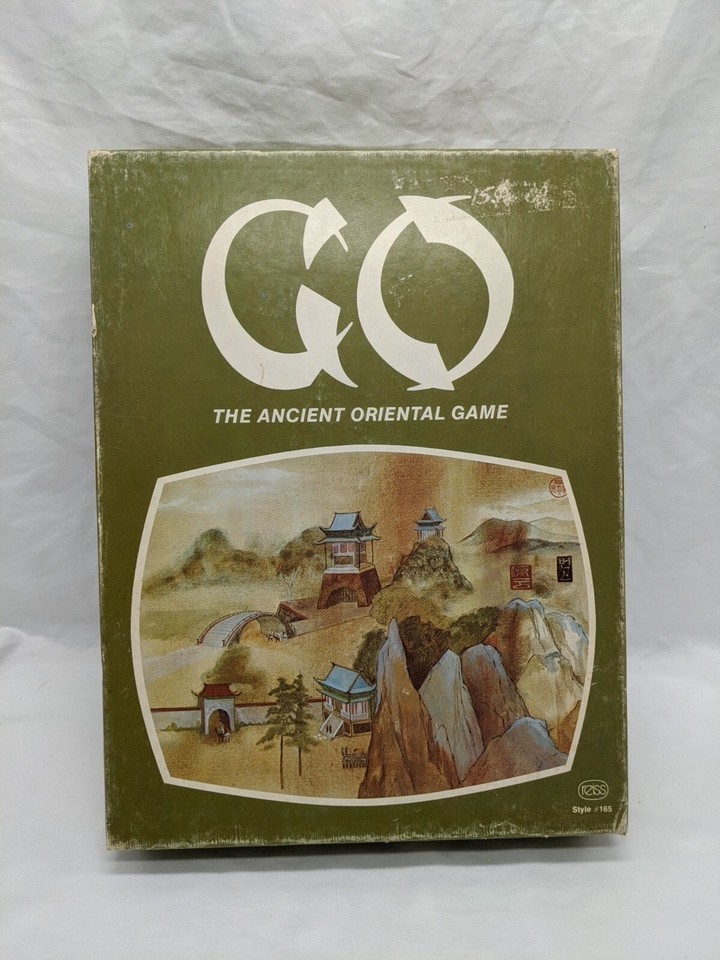 GO
THE ANCIENT ORIENTAL GAME
reiss
Style #165